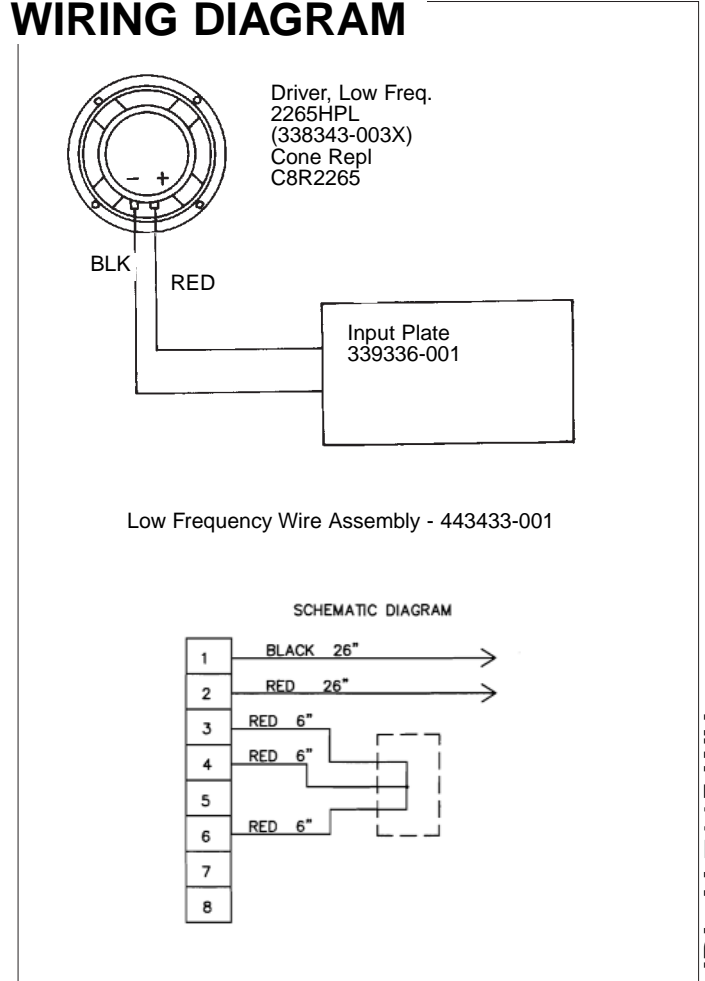 WIRING DIAGRAM
Driver, Low Freq.
2265HPL
(338343-003X)
Cone Repl
C8R2265
− +
BLK
RED
Input Plate
339336-001
Low Frequency Wire Assembly - 443433-001
SCHEMATIC DIAGRAM
1 BLACK 26"
2 RED 26"
3 RED 6"
4 RED 6"
5
6 RED 6"
7
8